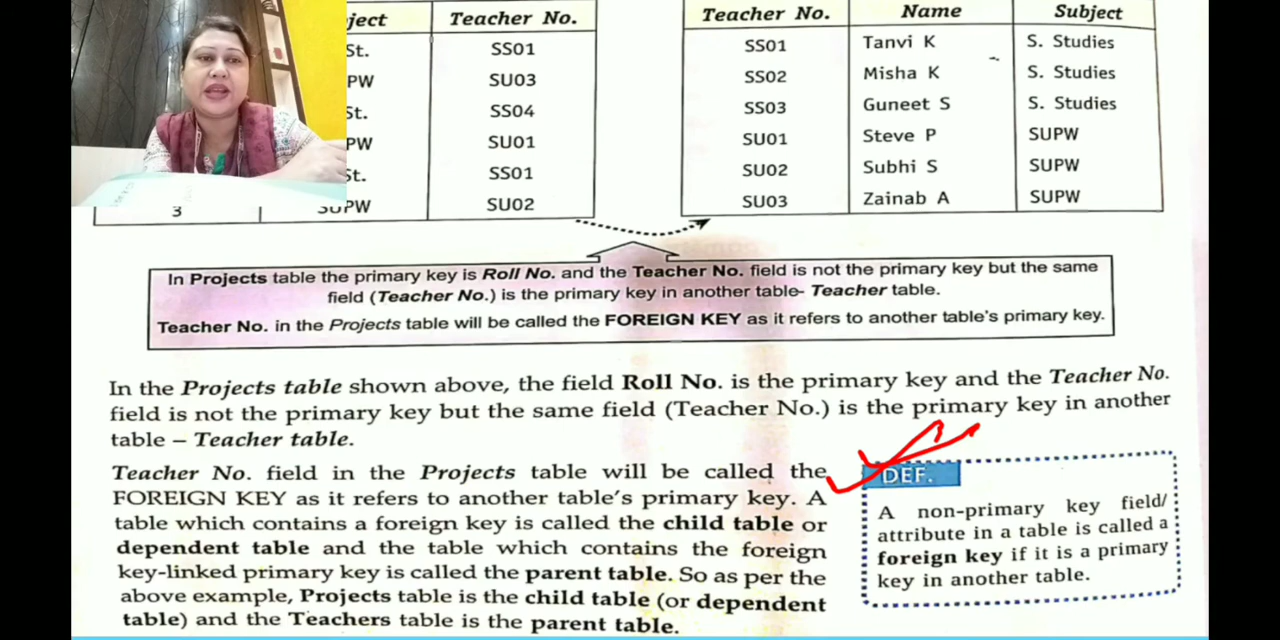 ject Teacher No.
St. SS01
PW SU03
St. SS04
PW SU01
St. SS01
3 SUPW SU02
Teacher No. Name Subject
SS01 Tanvi K S. Studies
SS02 Misha K S. Studies
SS03 Guneet S S. Studies
SU01 Steve P SUPW
SU02 Subhi S SUPW
SU03 Zainab A SUPW
In Projects table the primary key is Roll No. and the Teacher No. field is not the primary key but the same
field (Teacher No.) is the primary key in another table- Teacher table.
Teacher No. in the Projects table will be called the FOREIGN KEY as it refers to another table's primary key.
In the Projects table shown above, the field Roll No. is the primary key and the Teacher No.
field is not the primary key but the same field (Teacher No.) is the primary key in another
table – Teacher table.
Teacher No. field in the Projects table will be called the
FOREIGN KEY as it refers to another table's primary key. A
table which contains a foreign key is called the child table or
dependent table and the table which contains the foreign
key-linked primary key is called the parent table. So as per the
above example, Projects table is the child table (or dependent
table) and the Teachers table is the parent table.
DEF.
A non-primary key field/
attribute in a table is called a
foreign key if it is a primary
key in another table.